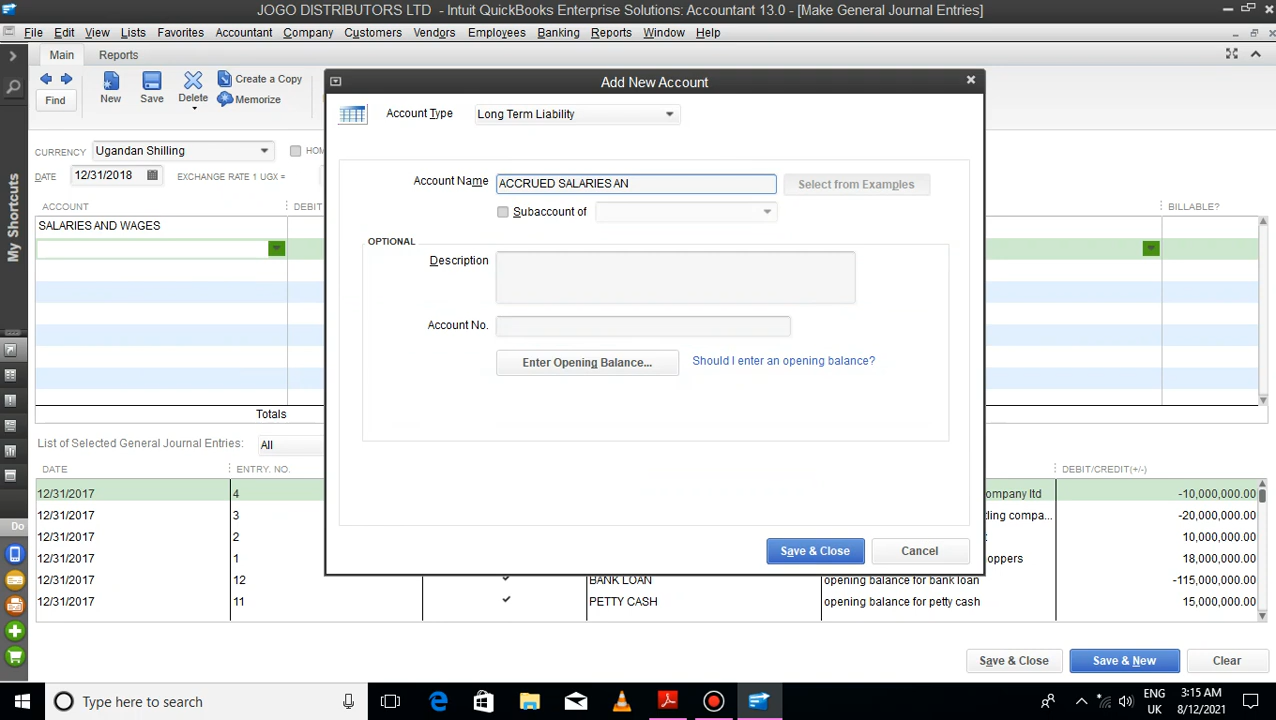 JOGO DISTRIBUTORS LTD - Intuit QuickBooks Enterprise Solutions: Accountant 13.0 - [Make General Journal Entries]
File Edit View Lists Favorites Accountant Company Customers Vendors Employees Banking Reports Window Help
Main Reports
Find New Save Delete Create a Copy
Memorize
Add New Account
Account Type Long Term Liability
CURRENCY Ugandan Shilling HOM
DATE 12/31/2018 EXCHANGE RATE 1 UGX =
Account Name ACCRUED SALARIES AN Select from Examples
Subaccount of
OPTIONAL
Description
Account No.
Enter Opening Balance... Should I enter an opening balance?
Save & Close Cancel
My Shortcuts
Do
ACCOUNT DEBIT BILLABLE?
SALARIES AND WAGES
Totals
List of Selected General Journal Entries: All
DATE ENTRY. NO. DEBIT/CREDIT(+/-)
12/31/2017 4 ompany ltd -10,000,000.00
12/31/2017 3 ding compa... -20,000,000.00
12/31/2017 2 10,000,000.00
12/31/2017 1 oppers 18,000,000.00
12/31/2017 12 BANK LOAN opening balance for bank loan -115,000,000.00
12/31/2017 11 PETTY CASH opening balance for petty cash 15,000,000.00
Save & Close Save & New Clear
Type here to search
ENG
UK
3:15 AM
8/12/2021